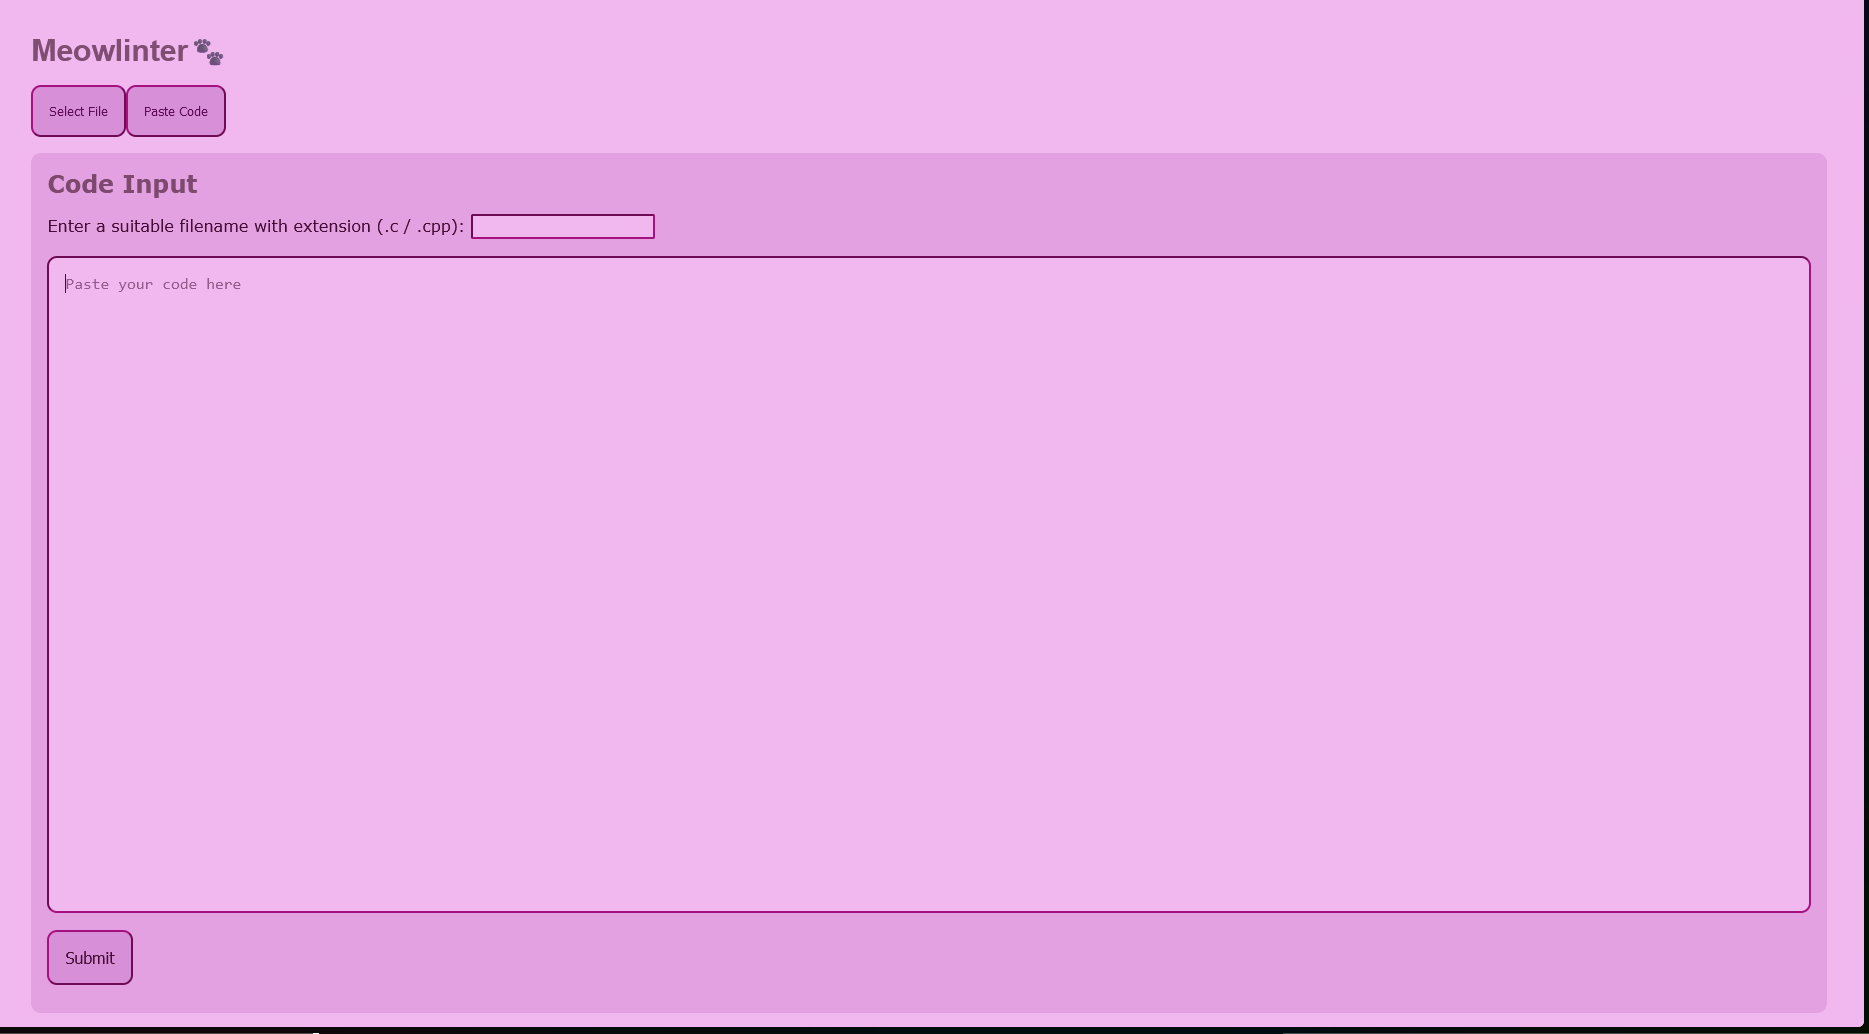 Meowlinter 🐾
Select File Paste Code
Code Input
Enter a suitable filename with extension (.c / .cpp):
Paste your code here
Submit